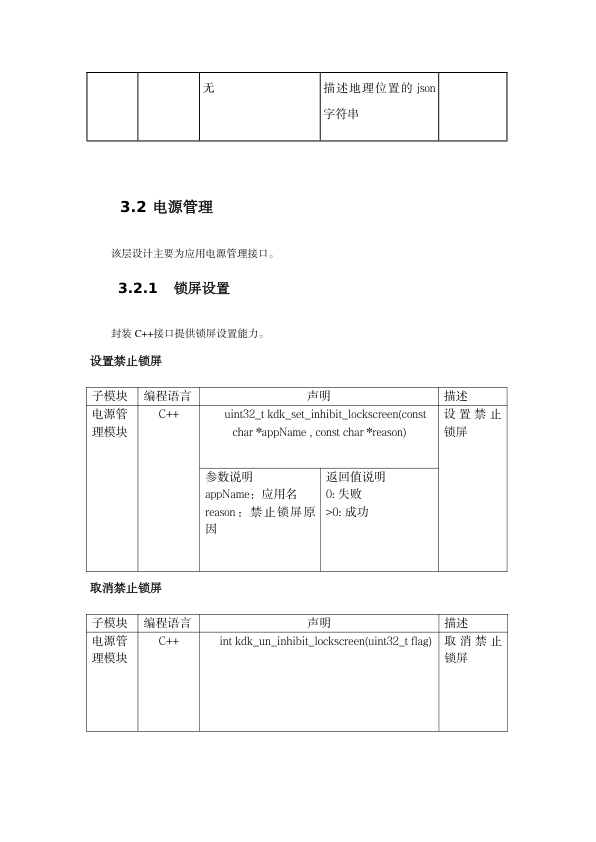 无
描述地理位置的 json
字符串
3.2 电源管理
该层设计主要为应用电源管理接口。
3.2.1 锁屏设置
封装 C++接口提供锁屏设置能力。
设置禁止锁屏
子模块 编程语言 声明 描述
电源管 C++ uint32_t kdk_set_inhibit_lockscreen(const 设置禁止
理模块 char *appName , const char *reason) 锁屏
参数说明 返回值说明
appName：应用名 0: 失败
reason：禁止锁屏原 >0: 成功
因
取消禁止锁屏
子模块 编程语言 声明 描述
电源管 C++ int kdk_un_inhibit_lockscreen(uint32_t flag) 取消禁止
理模块 锁屏